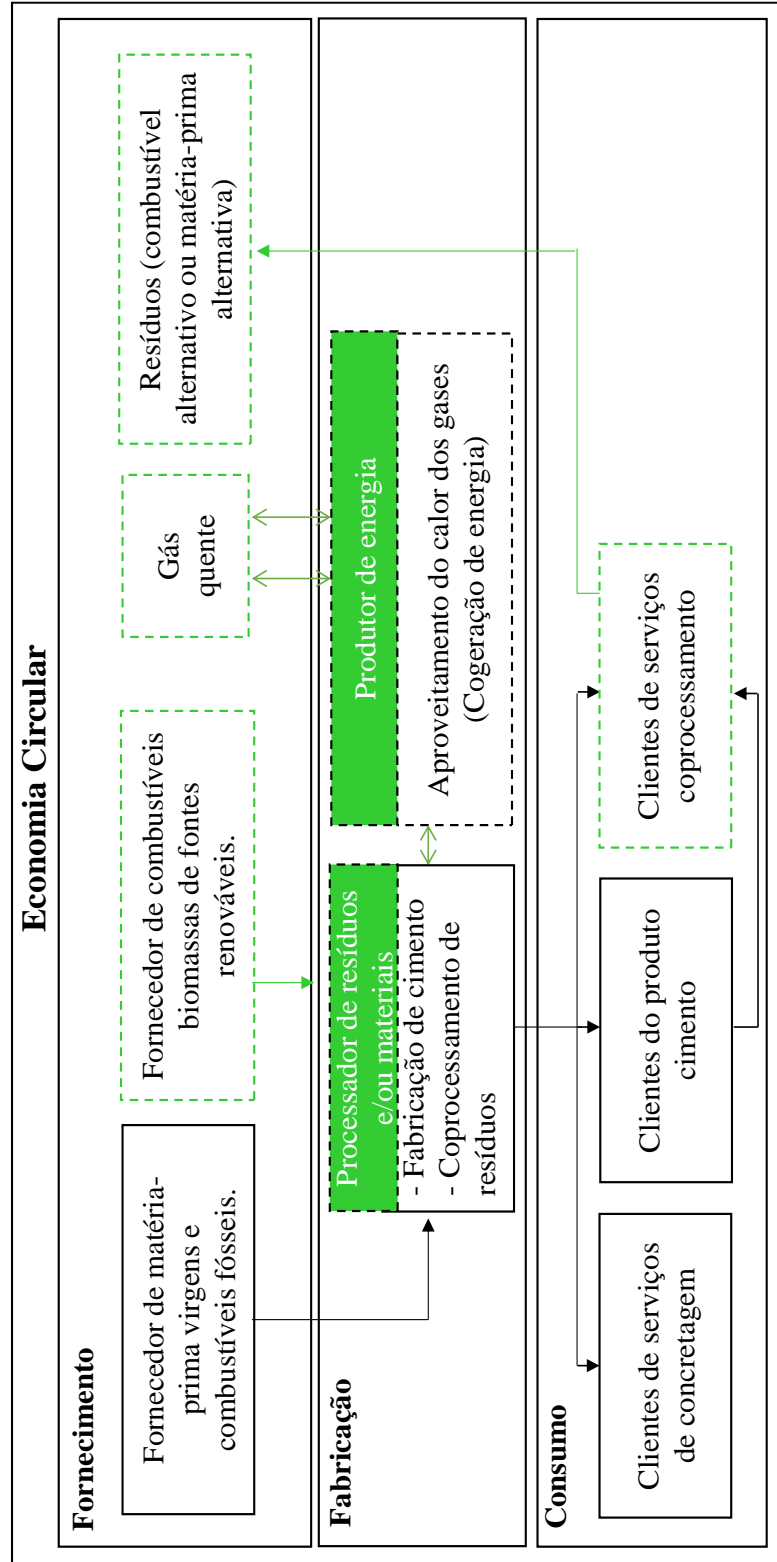 Economia Circular
Fornecimento
Fornecedor de matéria-
prima virgens e
combustíveis fósseis.
Fornecedor de combustíveis
biomassas de fontes
renováveis.
Gás
quente
Resíduos (combustível
alternativo ou matéria-prima
alternativa)
Fabricação
Processador de resíduos
e/ou materiais
- Fabricação de cimento
- Coprocessamento de
resíduos
Produtor de energia
Aproveitamento do calor dos gases
(Cogeração de energia)
Consumo
Clientes de serviços
de concretagem
Clientes do produto
cimento
Clientes de serviços
coprocessamento